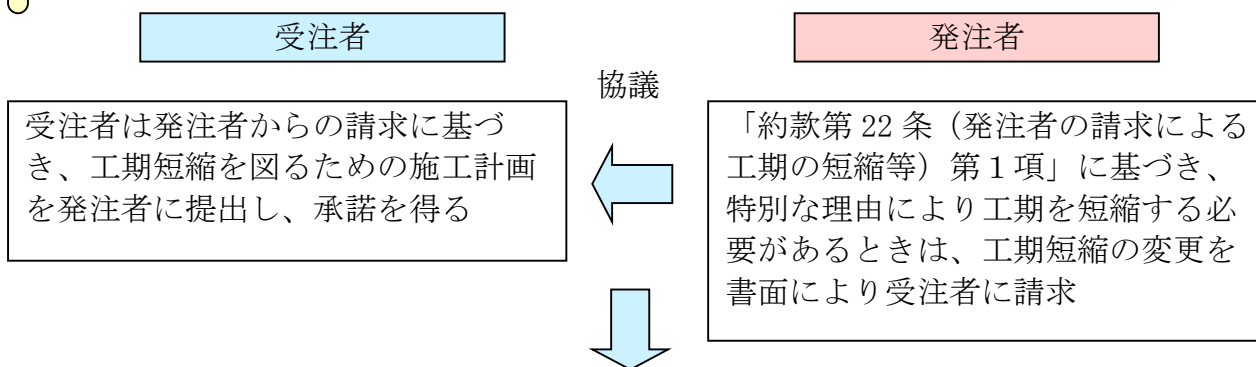 受注者
発注者
協議
受注者は発注者からの請求に基づ
き、工期短縮を図るための施工計画
を発注者に提出し、承諾を得る
「約款第 22 条（発注者の請求による
工期の短縮等）第１項」に基づき、
特別な理由により工期を短縮する必
要があるときは、工期短縮の変更を
書面により受注者に請求